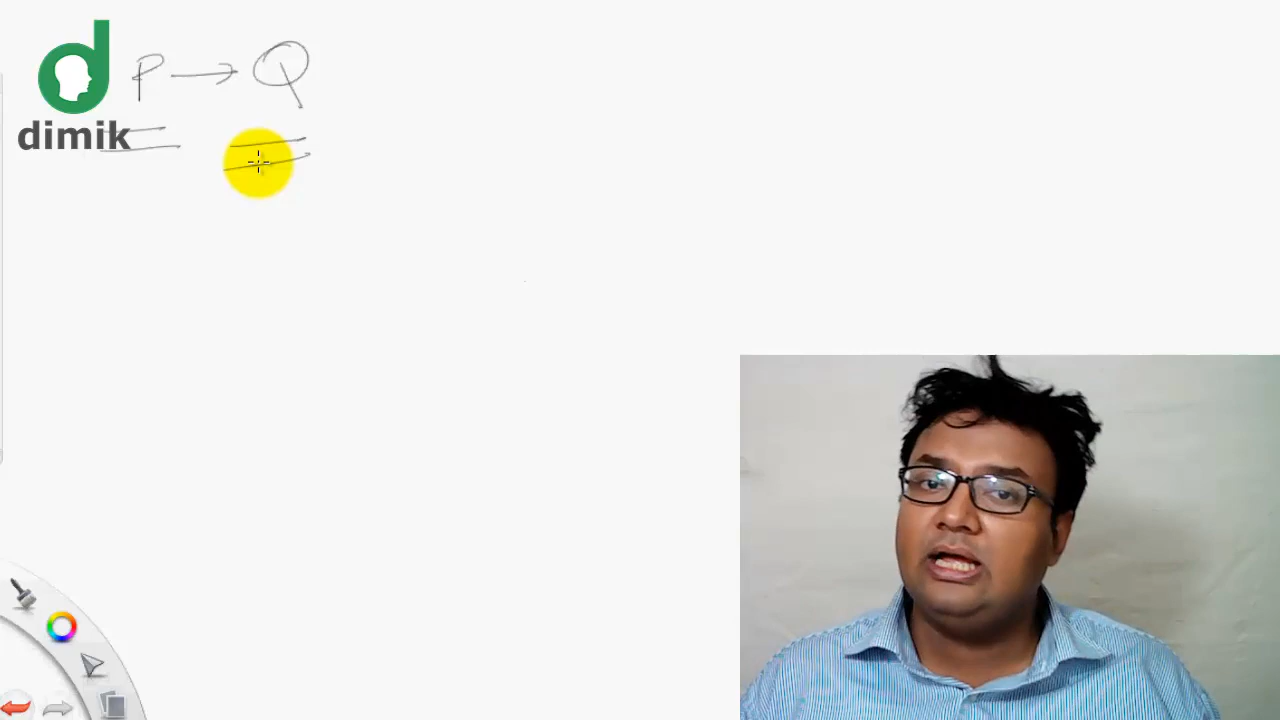 P → Q
dimik